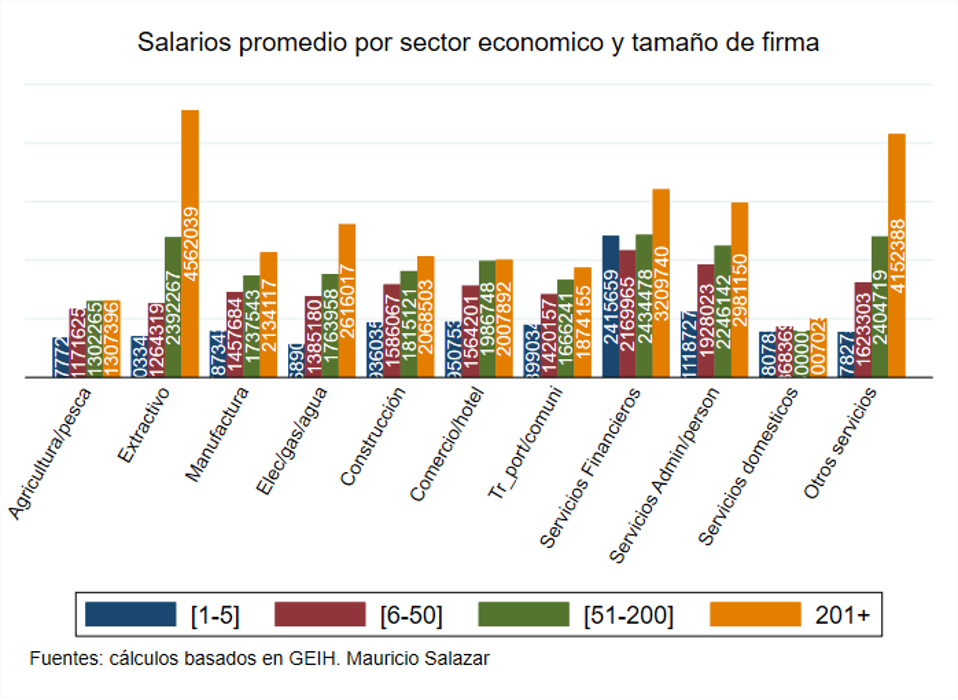 Salarios promedio por sector economico y tamaño de firma
1171625
1302265
1307396
1264319
2392267
4562039
1457684
1737543
2134117
1385180
1763958
2616017
1586067
1815121
2068503
1564201
1986748
2007892
1420157
1666241
1874155
2415659
2169965
2434478
3209740
1118727
1928023
2246142
2981150
1623303
2404719
4152388
Agricultura/pesca
Extractivo
Manufactura
Elec/gas/agua
Construcción
Comercio/hotel
Tr_port/comuni
Servicios Financieros
Servicios Admin/person
Servicios domesticos
Otros servicios
[1-5] [6-50] [51-200] 201+
Fuentes: cálculos basados en GEIH. Mauricio Salazar